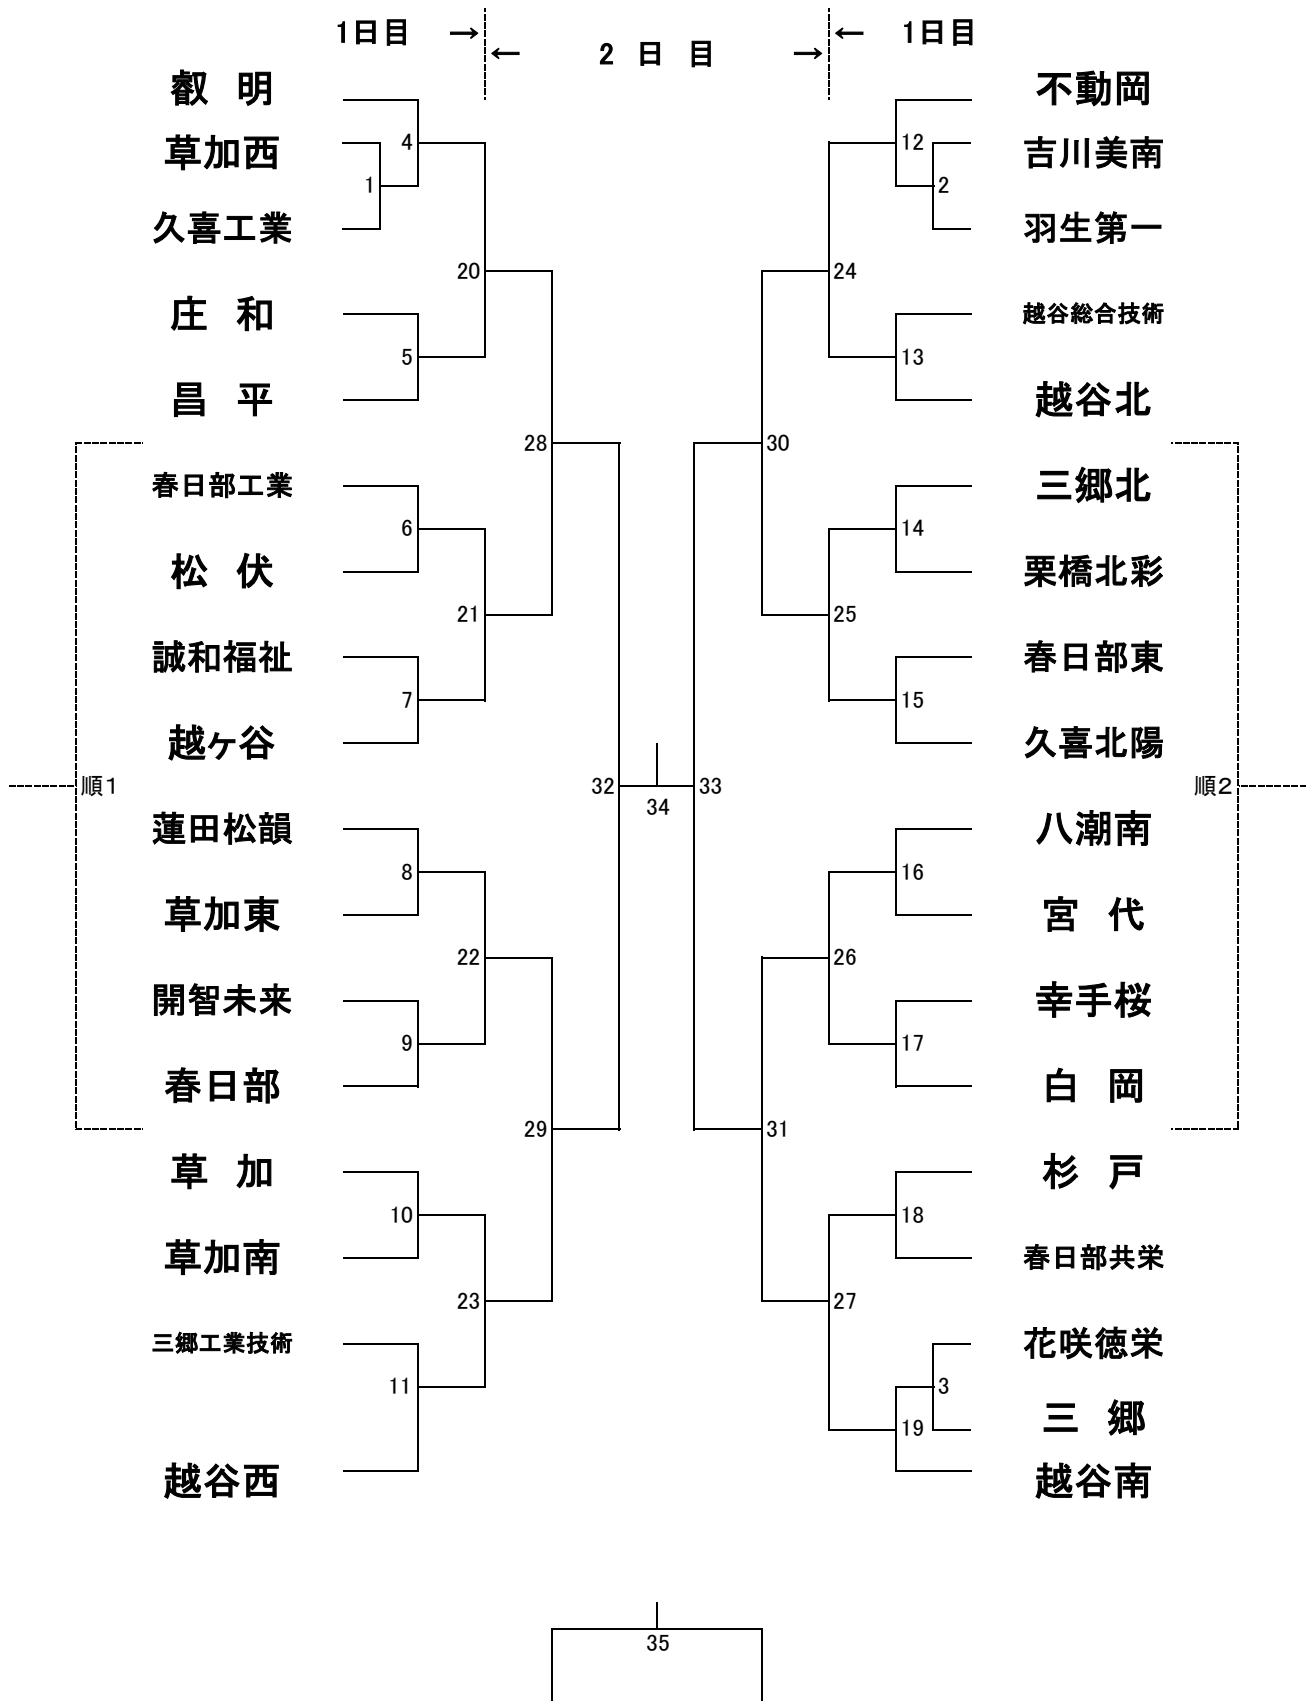 1日目 → ← 1日目
← 2 日 目 →
叡 明
草加西
久喜工業
庄 和
昌 平
春日部工業
松 伏
誠和福祉
越ヶ谷
蓮田松韻
草加東
開智未来
春日部
草 加
草加南
三郷工業技術
越谷西
順1
1
4
5
6
7
8
9
10
11
20
21
22
23
28
29
32
34
33
30
31
24
25
26
27
12
2
13
14
15
16
17
18
3
19
順2
不動岡
吉川美南
羽生第一
越谷総合技術
越谷北
三郷北
栗橋北彩
春日部東
久喜北陽
八潮南
宮 代
幸手桜
白 岡
杉 戸
春日部共栄
花咲徳栄
三 郷
越谷南
35